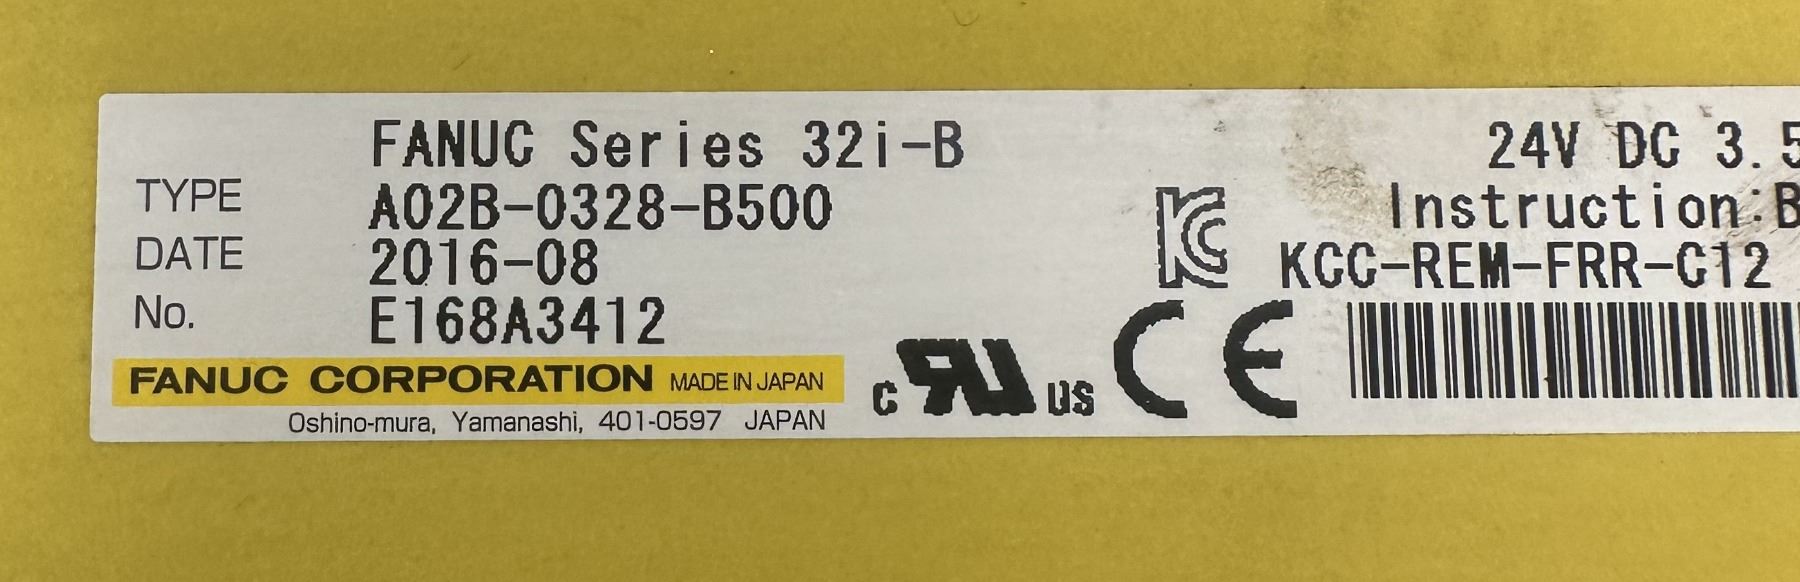 FANUC Series 32i-B
24V DC 3.5
TYPE A02B-0328-B500
Instruction:B
DATE 2016-08
KCC-REM-FRR-C12
No. E168A3412
FANUC CORPORATION MADE IN JAPAN
c RU us CE
Oshino-mura, Yamanashi, 401-0597 JAPAN